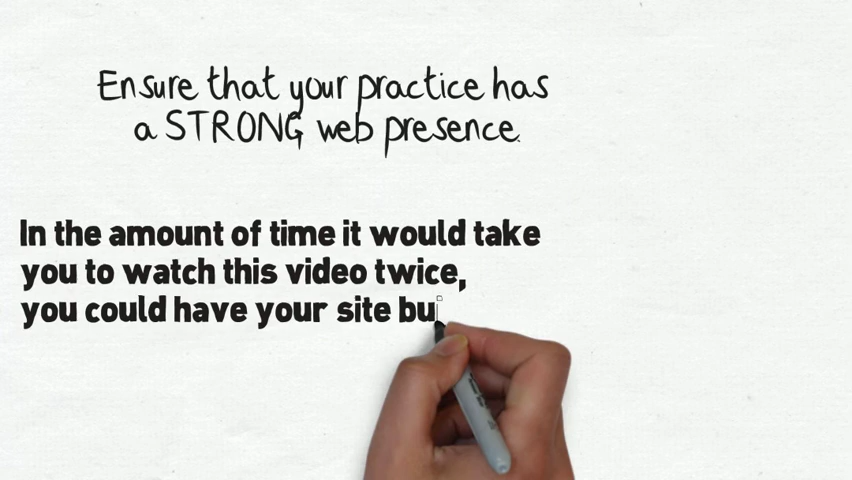 Ensure that your practice has
a STRONG web presence.
In the amount of time it would take
you to watch this video twice,
you could have your site bu